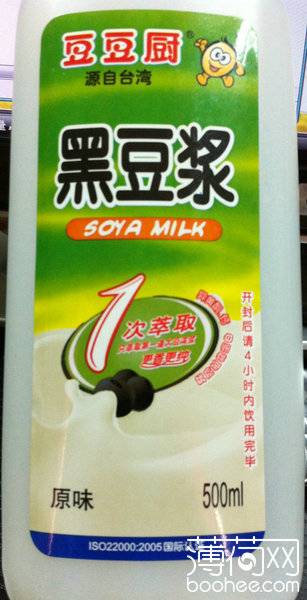 豆豆厨®
源自台湾
黑豆浆
SOYA MILK
1次萃取
更香更纯
开封后请4小时内饮用完毕
原味
500ml
ISO22000:2005国际认
薄荷网
boohee.com